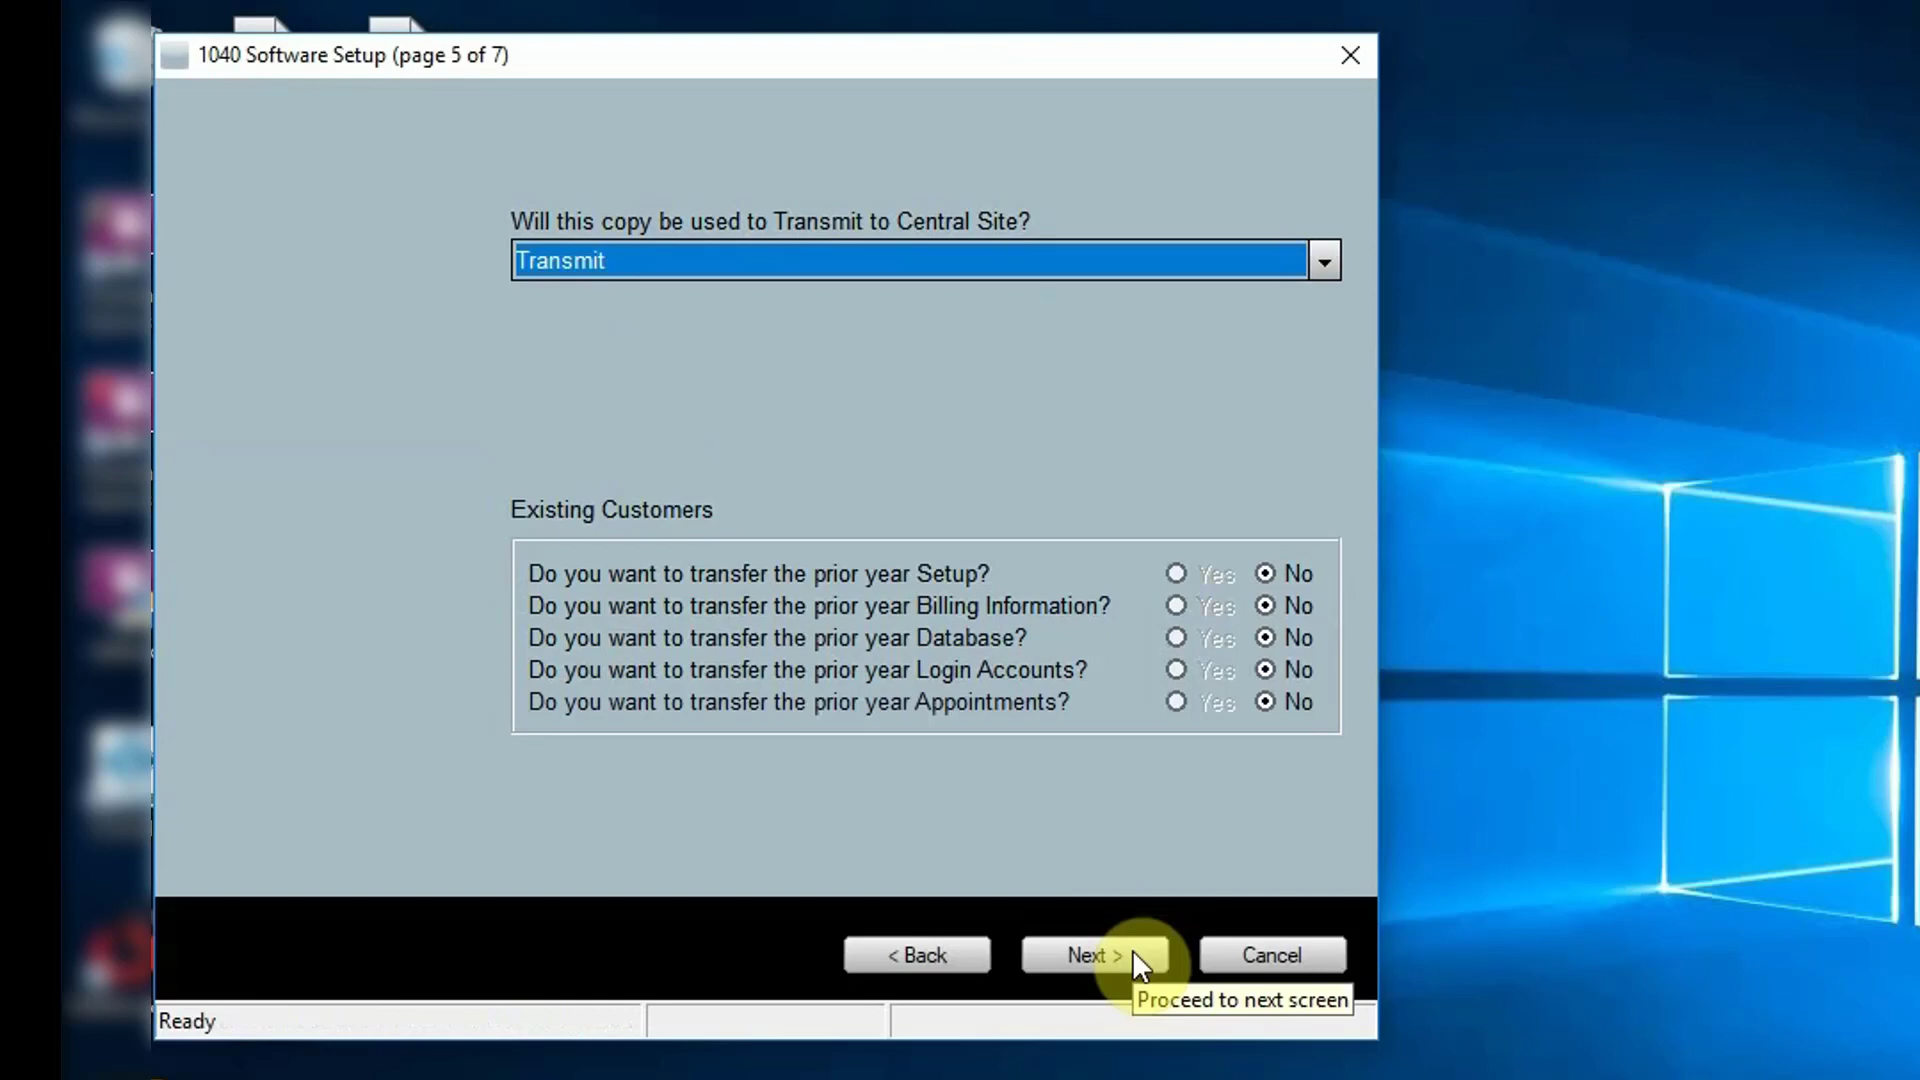 1040 Software Setup (page 5 of 7)
Will this copy be used to Transmit to Central Site?
Transmit
Existing Customers
Do you want to transfer the prior year Setup? Yes No
Do you want to transfer the prior year Billing Information? Yes No
Do you want to transfer the prior year Database? Yes No
Do you want to transfer the prior year Login Accounts? Yes No
Do you want to transfer the prior year Appointments? Yes No
< Back Next > Cancel
Proceed to next screen
Ready